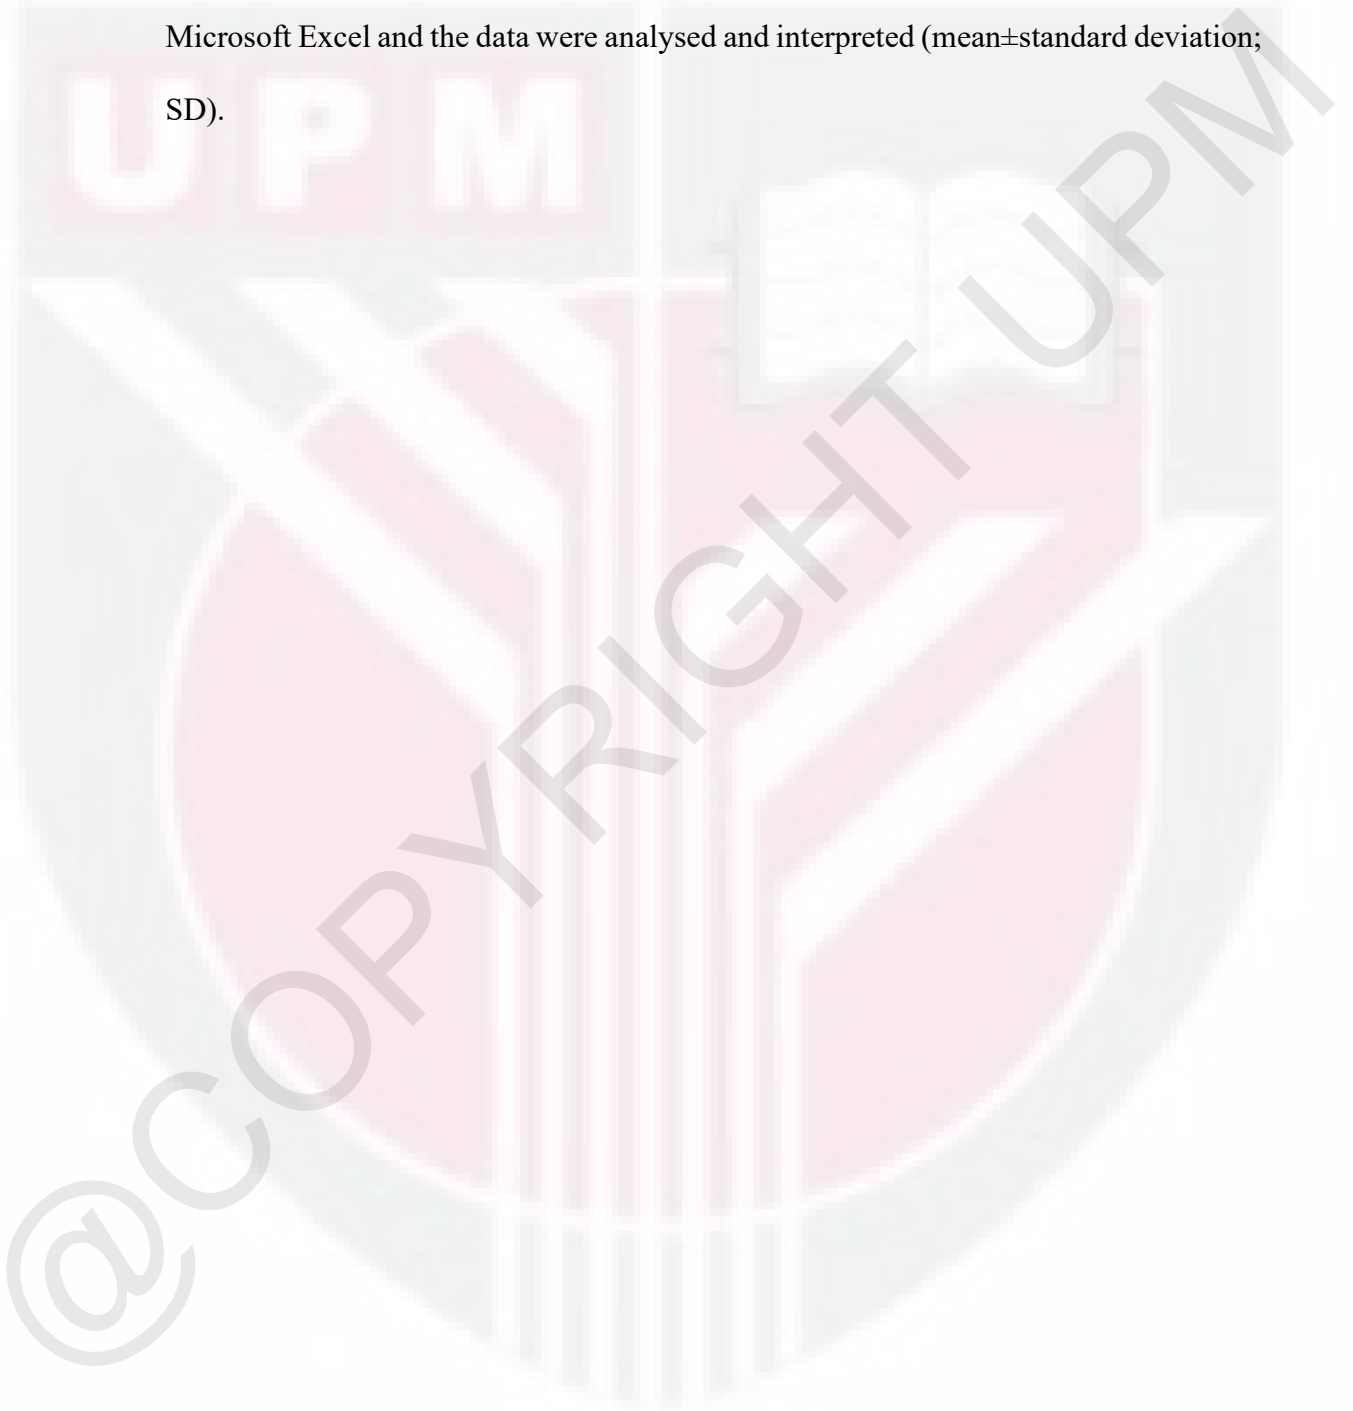 Microsoft Excel and the data were analysed and interpreted (mean±standard deviation;
SD).
UPM
@COPYRIGHT UPM